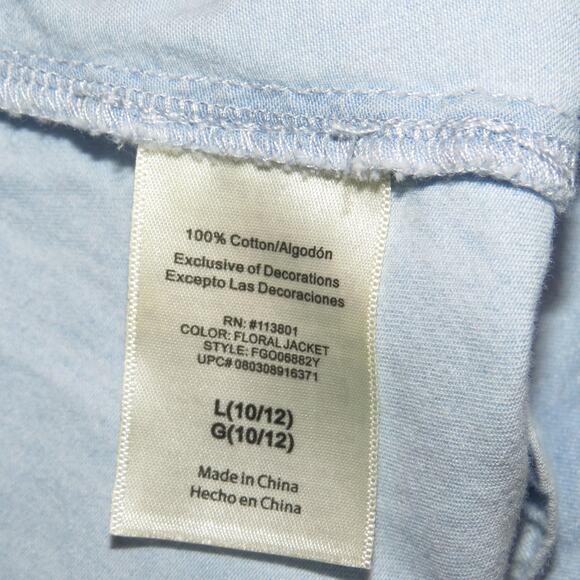 100% Cotton/Algodón
Exclusive of Decorations
Excepto Las Decoraciones
RN: #113801
COLOR: FLORAL JACKET
STYLE: FGO06882Y
UPC# 080308916371
L(10/12)
G(10/12)
Made in China
Hecho en China